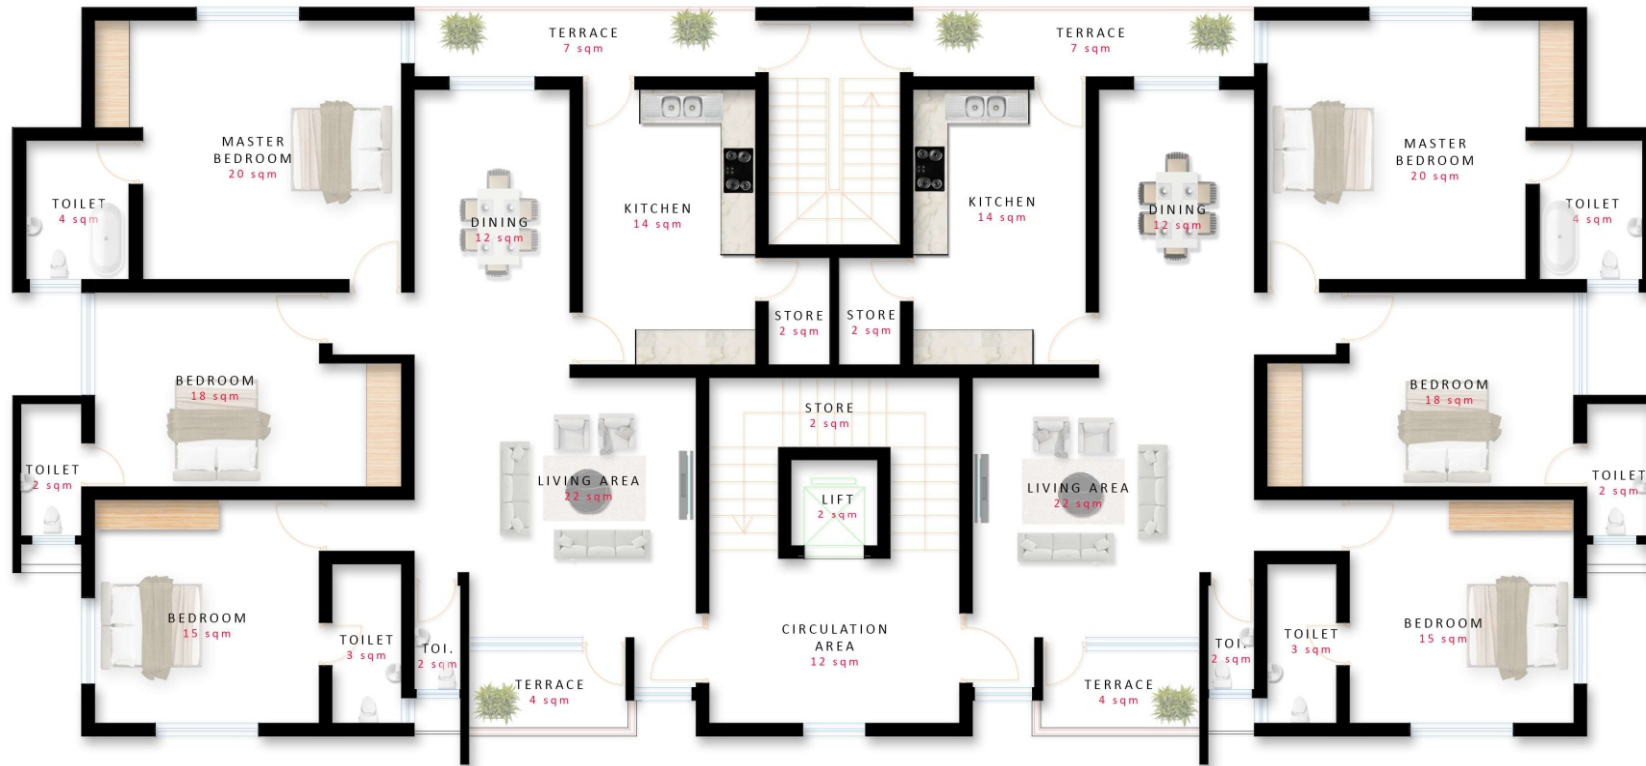 TERRACE
7 sqm
TERRACE
7 sqm
MASTER
BEDROOM
20 sqm
MASTER
BEDROOM
20 sqm
TOILET
4 sqm
DINING
12 sqm
KITCHEN
14 sqm
KITCHEN
14 sqm
DINING
12 sqm
TOILET
4 sqm
STORE
2 sqm
STORE
2 sqm
BEDROOM
18 sqm
STORE
2 sqm
BEDROOM
18 sqm
TOILET
2 sqm
LIVING AREA
22 sqm
LIFT
2 sqm
LIVING AREA
22 sqm
TOILET
2 sqm
BEDROOM
15 sqm
TOILET
3 sqm
TOI.
2 sqm
CIRCULATION
AREA
12 sqm
TOI.
2 sqm
TOILET
3 sqm
BEDROOM
15 sqm
TERRACE
4 sqm
TERRACE
4 sqm